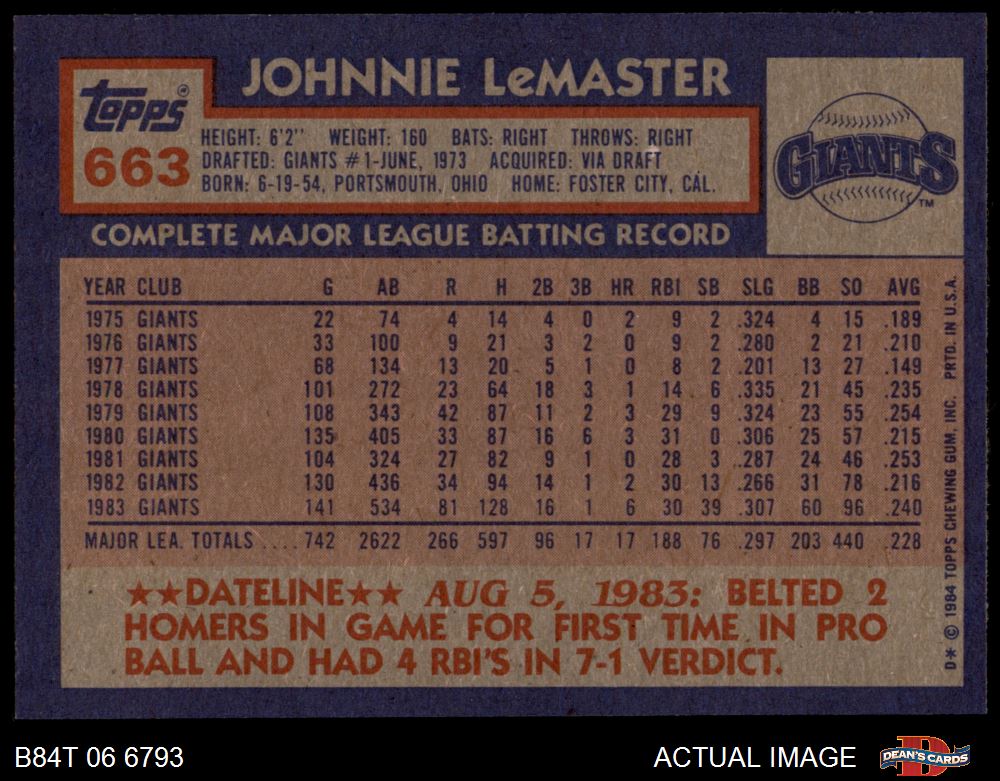 JOHNNIE LeMASTER
topps®
663
HEIGHT: 6'2" WEIGHT: 160 BATS: RIGHT THROWS: RIGHT
DRAFTED: GIANTS #1-JUNE, 1973 ACQUIRED: VIA DRAFT
BORN: 6-19-54, PORTSMOUTH, OHIO HOME: FOSTER CITY, CAL.
GIANTS
TM
COMPLETE MAJOR LEAGUE BATTING RECORD
YEAR CLUB G AB R H 2B 3B HR RBI SB SLG BB SO AVG
1975 GIANTS 22 74 4 14 4 0 2 9 2 .324 4 15 .189
1976 GIANTS 33 100 9 21 3 2 0 9 2 .280 2 21 .210
1977 GIANTS 68 134 13 20 5 1 0 8 2 .201 13 27 .149
1978 GIANTS 101 272 23 64 18 3 1 14 6 .335 21 45 .235
1979 GIANTS 108 343 42 87 11 2 3 29 9 .324 23 55 .254
1980 GIANTS 135 405 33 87 16 6 3 31 0 .306 25 57 .215
1981 GIANTS 104 324 27 82 9 1 0 28 3 .287 24 46 .253
1982 GIANTS 130 436 34 94 14 1 2 30 13 .266 31 78 .216
1983 GIANTS 141 534 81 128 16 1 6 30 39 .307 60 96 .240
MAJOR LEA. TOTALS .... 742 2622 266 597 96 17 17 188 76 .297 203 440 .228
★★DATELINE★★ AUG 5, 1983: BELTED 2
HOMERS IN GAME FOR FIRST TIME IN PRO
BALL AND HAD 4 RBI'S IN 7-1 VERDICT.
D* © 1984 TOPPS CHEWING GUM, INC. PRTD. IN U.S.A.
B84T 06 6793
ACTUAL IMAGE
DEAN'S CARDS